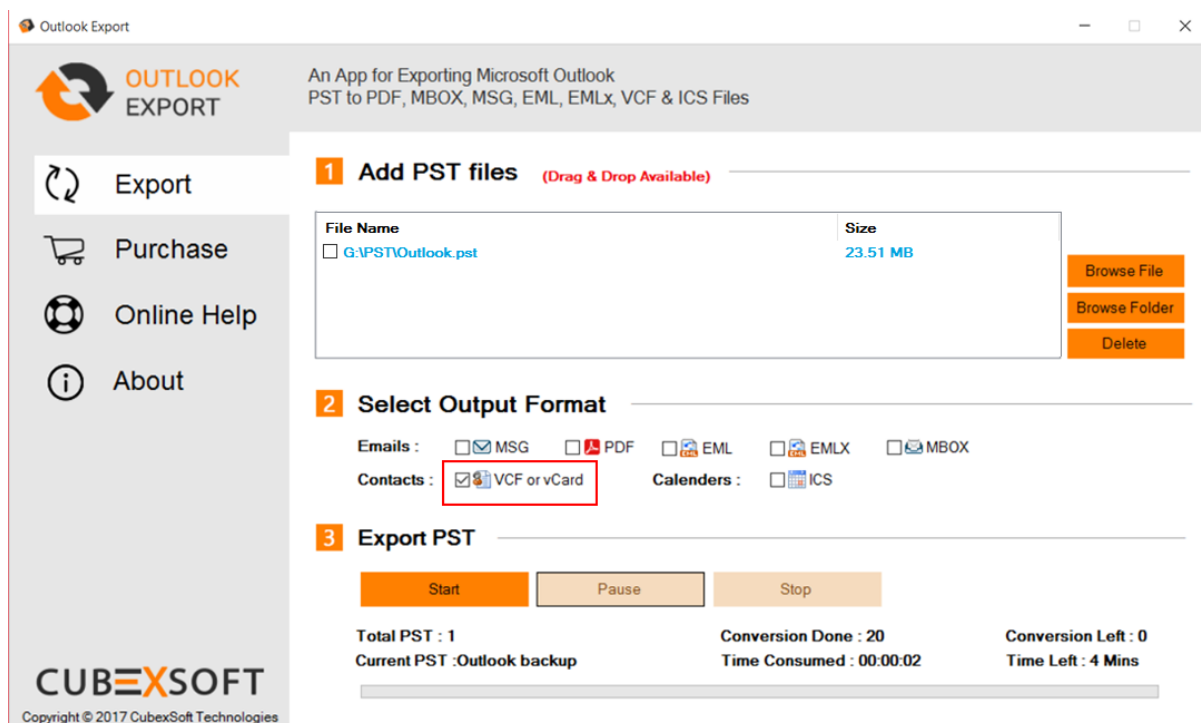 Outlook Export
OUTLOOK
EXPORT
An App for Exporting Microsoft Outlook
PST to PDF, MBOX, MSG, EML, EMLx, VCF & ICS Files
Export
Purchase
Online Help
About
1 Add PST files (Drag & Drop Available)
File Name Size
G:\PST\Outlook.pst 23.51 MB
Browse File
Browse Folder
Delete
2 Select Output Format
Emails : MSG PDF EML EMLX MBOX
Contacts : VCF or vCard Calenders : ICS
3 Export PST
Start Pause Stop
Total PST : 1 Conversion Done : 20 Conversion Left : 0
Current PST :Outlook backup Time Consumed : 00:00:02 Time Left : 4 Mins
CUBEXSOFT
Copyright © 2017 CubexSoft Technologies